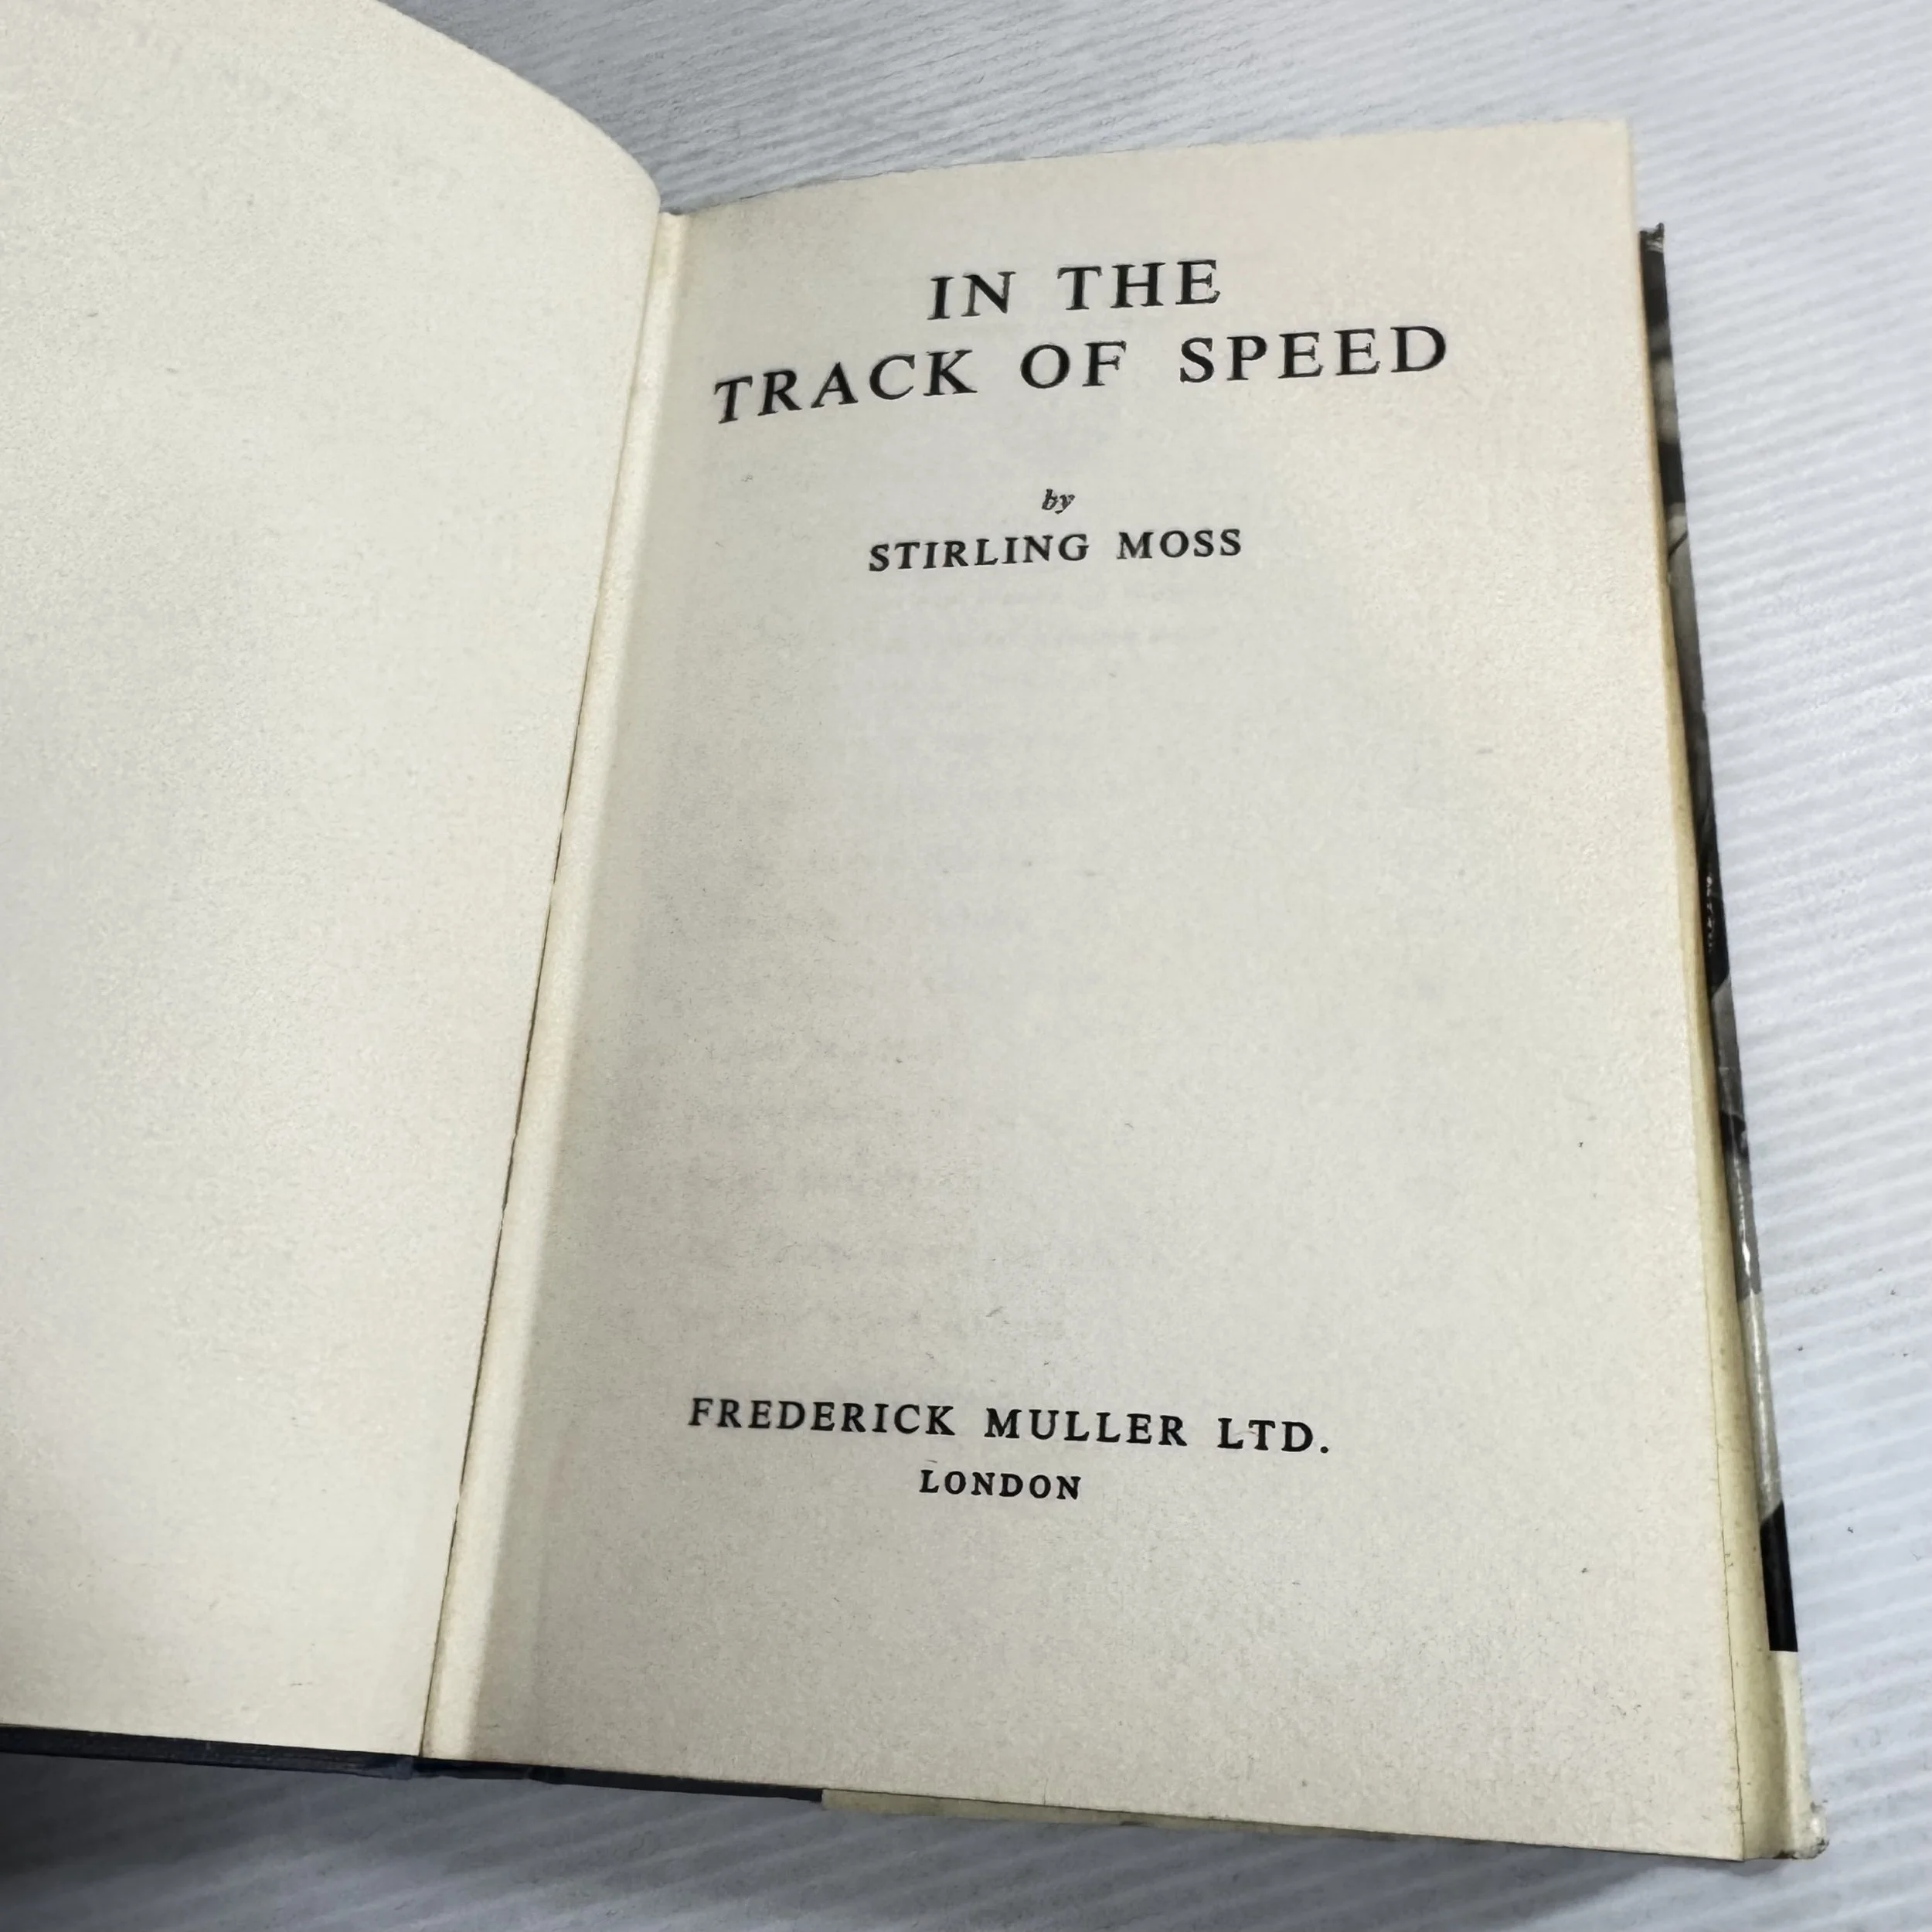 IN THE
TRACK OF SPEED
by
STIRLING MOSS
FREDERICK MULLER LTD.
LONDON